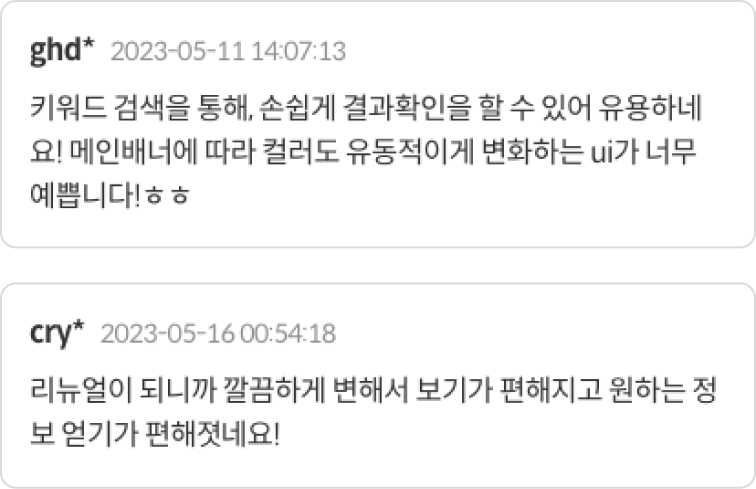 ghd* 2023-05-11 14:07:13
키워드 검색을 통해, 손쉽게 결과확인을 할 수 있어 유용하네
요! 메인배너에 따라 컬러도 유동적이게 변화하는 ui가 너무
예쁩니다!ㅎㅎ
cry* 2023-05-16 00:54:18
리뉴얼이 되니까 깔끔하게 변해서 보기가 편해지고 원하는 정
보 얻기가 편해졋네요!